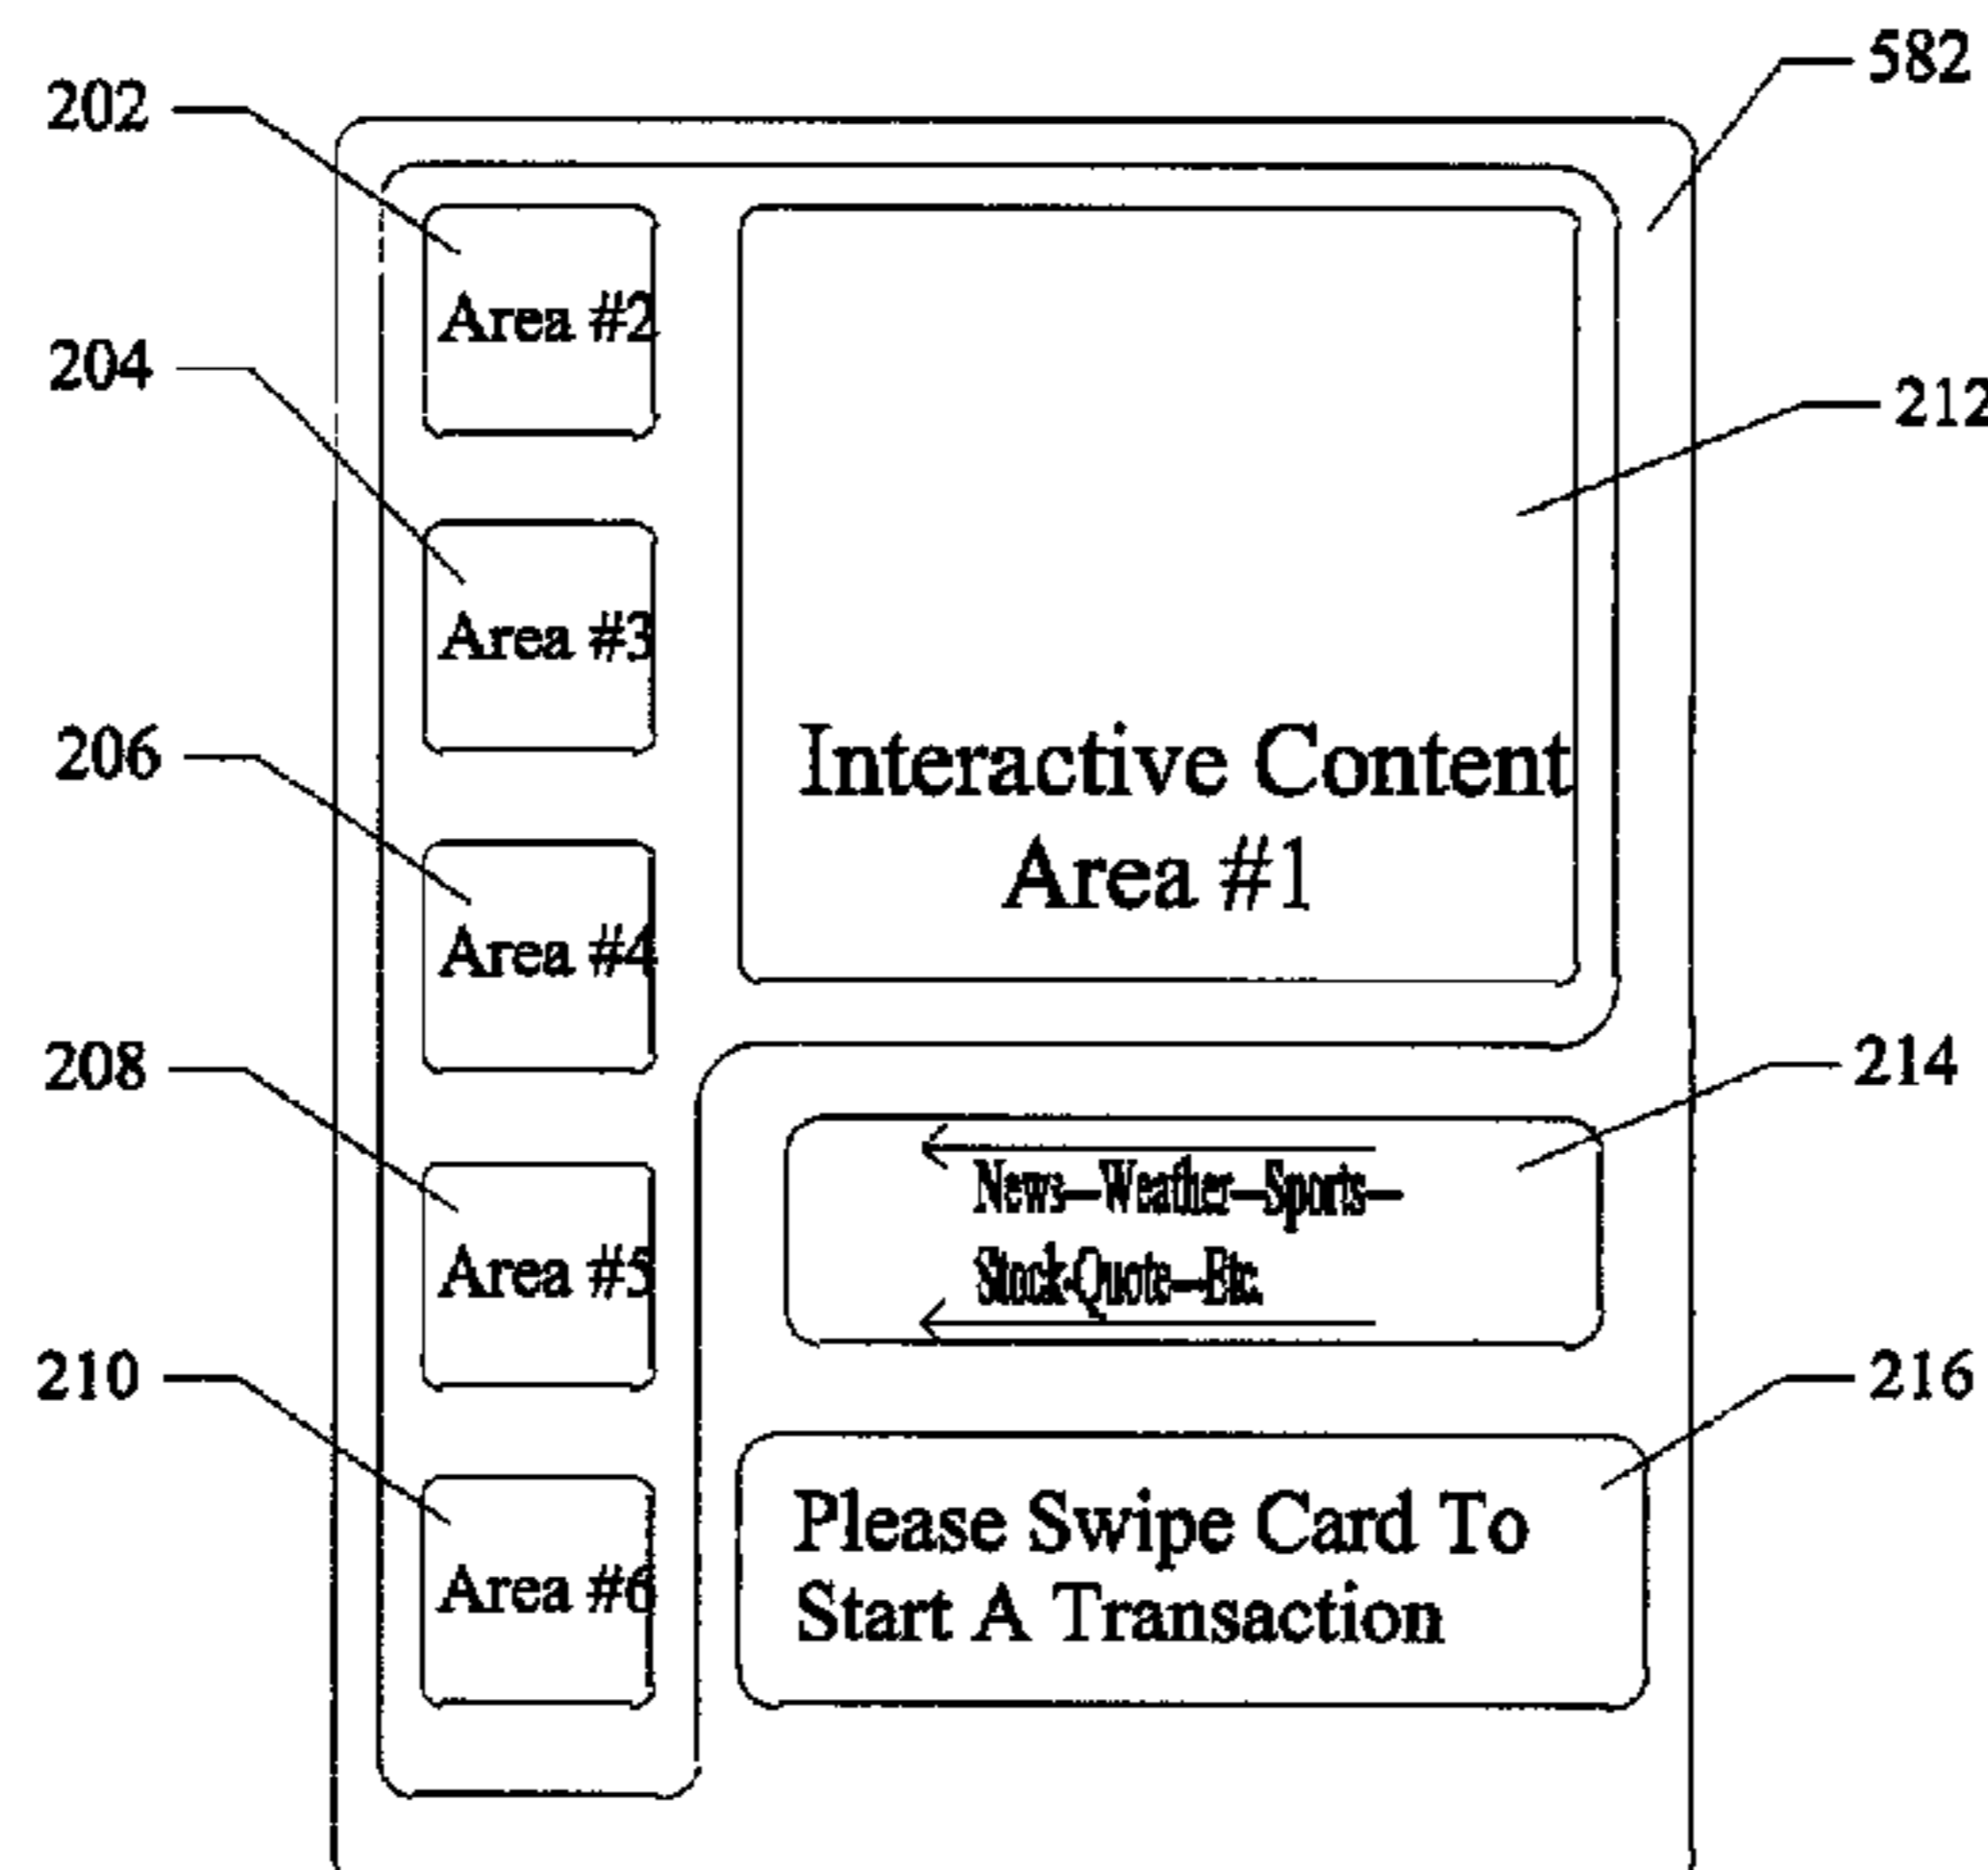 582
202
Area #2
204
212
Area #3
Interactive Content
Area #1
206
Area #4
208
214
News—Weather—Sports—
Stock-Quote—Etc.
Area #5
210
216
Please Swipe Card To
Start A Transaction
Area #6